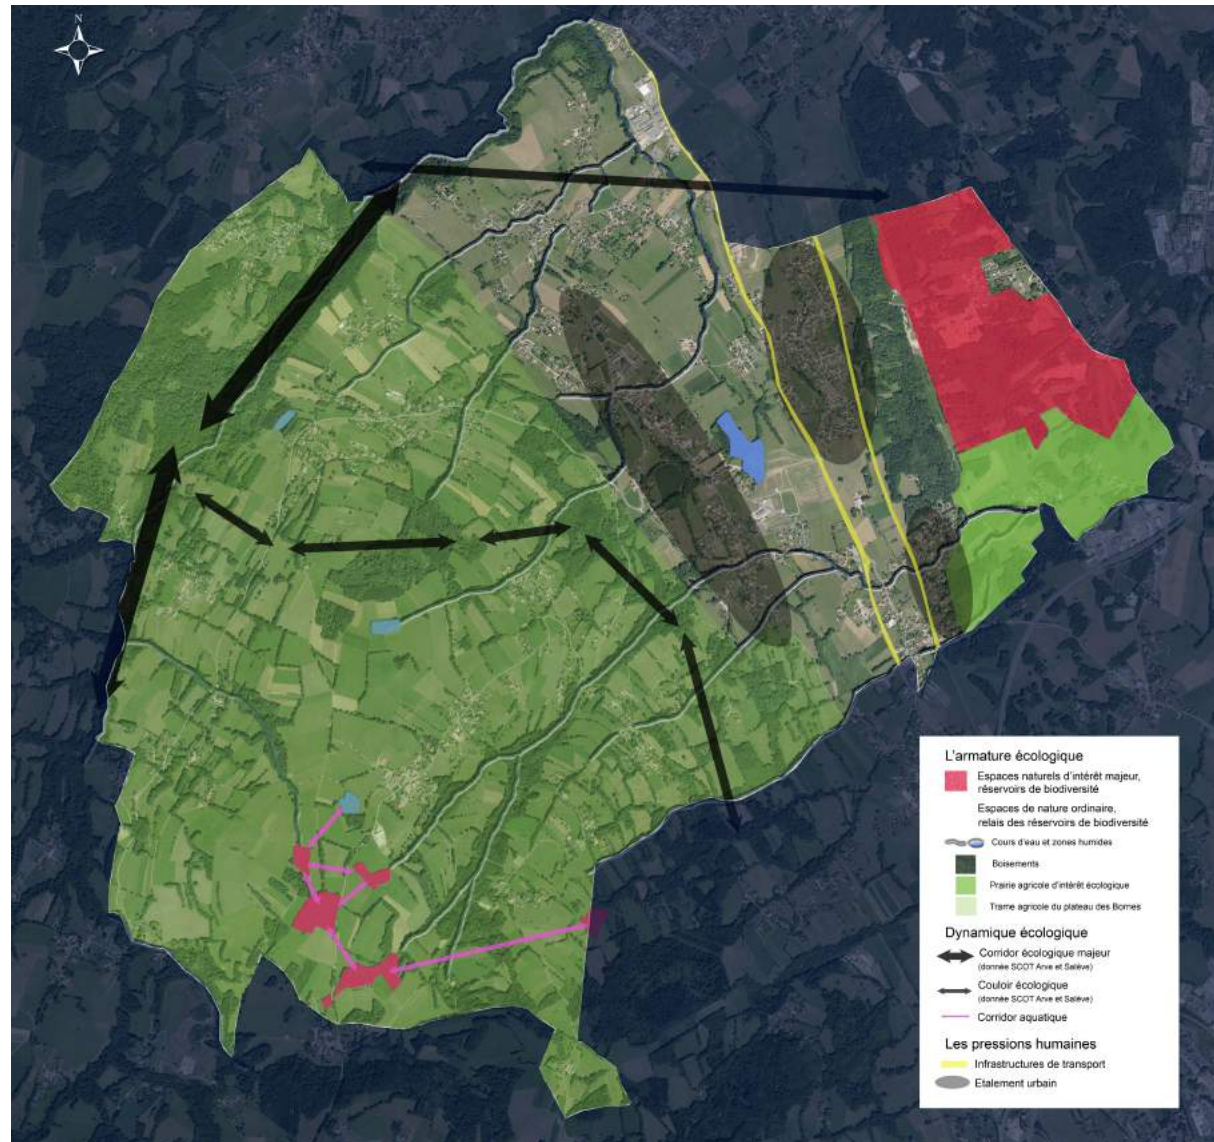 N
L'armature écologique
Espaces naturels d'intérêt majeur,
réservoirs de biodiversité
Espaces de nature ordinaire,
relais des réservoirs de biodiversité
Cours d'eau et zones humides
Boisements
Prairie agricole d'intérêt écologique
Trame agricole du plateau des Bornes
Dynamique écologique
Corridor écologique majeur
(donnée SCOT Arve et Salève)
Couloir écologique
(donnée SCOT Arve et Salève)
Corridor aquatique
Les pressions humaines
Infrastructures de transport
Etalement urbain